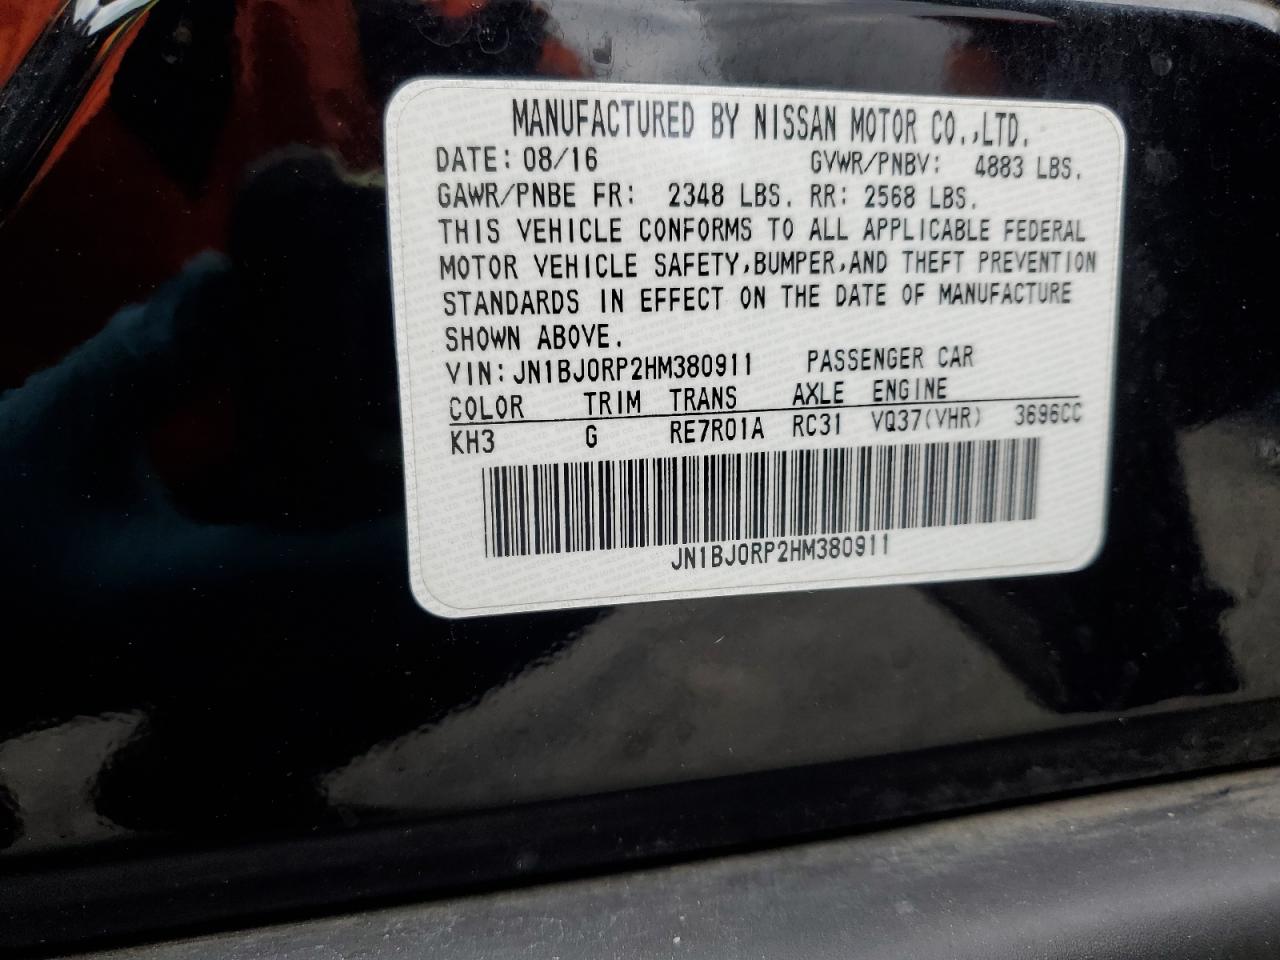 MANUFACTURED BY NISSAN MOTOR CO.,LTD.
DATE: 08/16 GVWR/PNBV: 4883 LBS.
GAWR/PNBE FR: 2348 LBS. RR: 2568 LBS.
THIS VEHICLE CONFORMS TO ALL APPLICABLE FEDERAL
MOTOR VEHICLE SAFETY,BUMPER,AND THEFT PREVENTION
STANDARDS IN EFFECT ON THE DATE OF MANUFACTURE
SHOWN ABOVE.
VIN: JN1BJ0RP2HM380911 PASSENGER CAR
COLOR TRIM TRANS AXLE ENGINE
KH3 G RE7R01A RC31 VQ37(VHR) 3696CC
JN1BJ0RP2HM380911